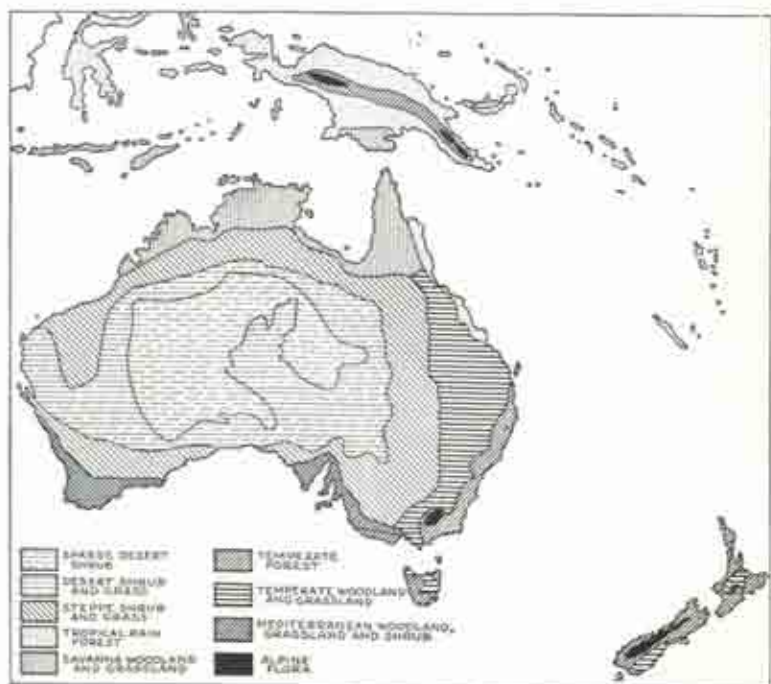 SPARSE DESERT
SHRUB
DESERT SHRUB
AND GRASS
STEPPE SHRUB
AND GRASS
TROPICAL RAIN
FOREST
SAVANNA WOODLAND
AND GRASSLAND
TEMPERATE
FOREST
TEMPERATE WOODLAND
AND GRASSLAND
MEDITERRANEAN WOODLAND,
GRASSLAND AND SHRUB
ALPINE
FLORA